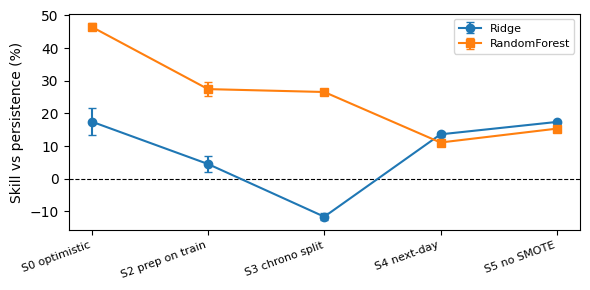 Skill vs persistence (%)
50
40
30
20
10
0
−10
Ridge
RandomForest
S0 optimistic
S2 prep on train
S3 chrono split
S4 next-day
S5 no SMOTE